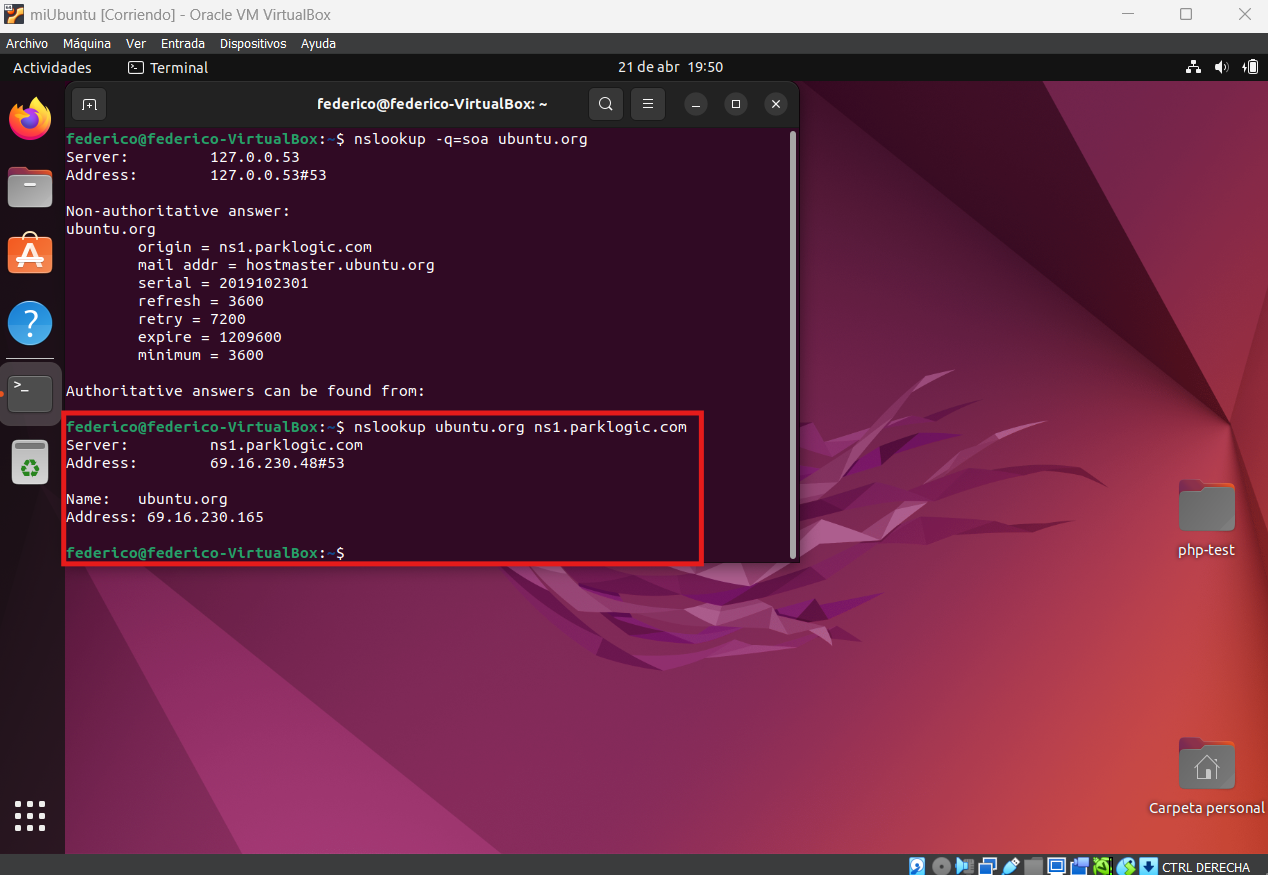 miUbuntu [Corriendo] - Oracle VM VirtualBox
Archivo Máquina Ver Entrada Dispositivos Ayuda
Actividades Terminal 21 de abr 19:50
federico@federico-VirtualBox: ~
federico@federico-VirtualBox:~$ nslookup -q=soa ubuntu.org
Server: 127.0.0.53
Address: 127.0.0.53#53
Non-authoritative answer:
ubuntu.org
origin = ns1.parklogic.com
mail addr = hostmaster.ubuntu.org
serial = 2019102301
refresh = 3600
retry = 7200
expire = 1209600
minimum = 3600
Authoritative answers can be found from:
federico@federico-VirtualBox:~$ nslookup ubuntu.org ns1.parklogic.com
Server: ns1.parklogic.com
Address: 69.16.230.48#53
Name: ubuntu.org
Address: 69.16.230.165
federico@federico-VirtualBox:~$
php-test
Carpeta personal
CTRL DERECHA